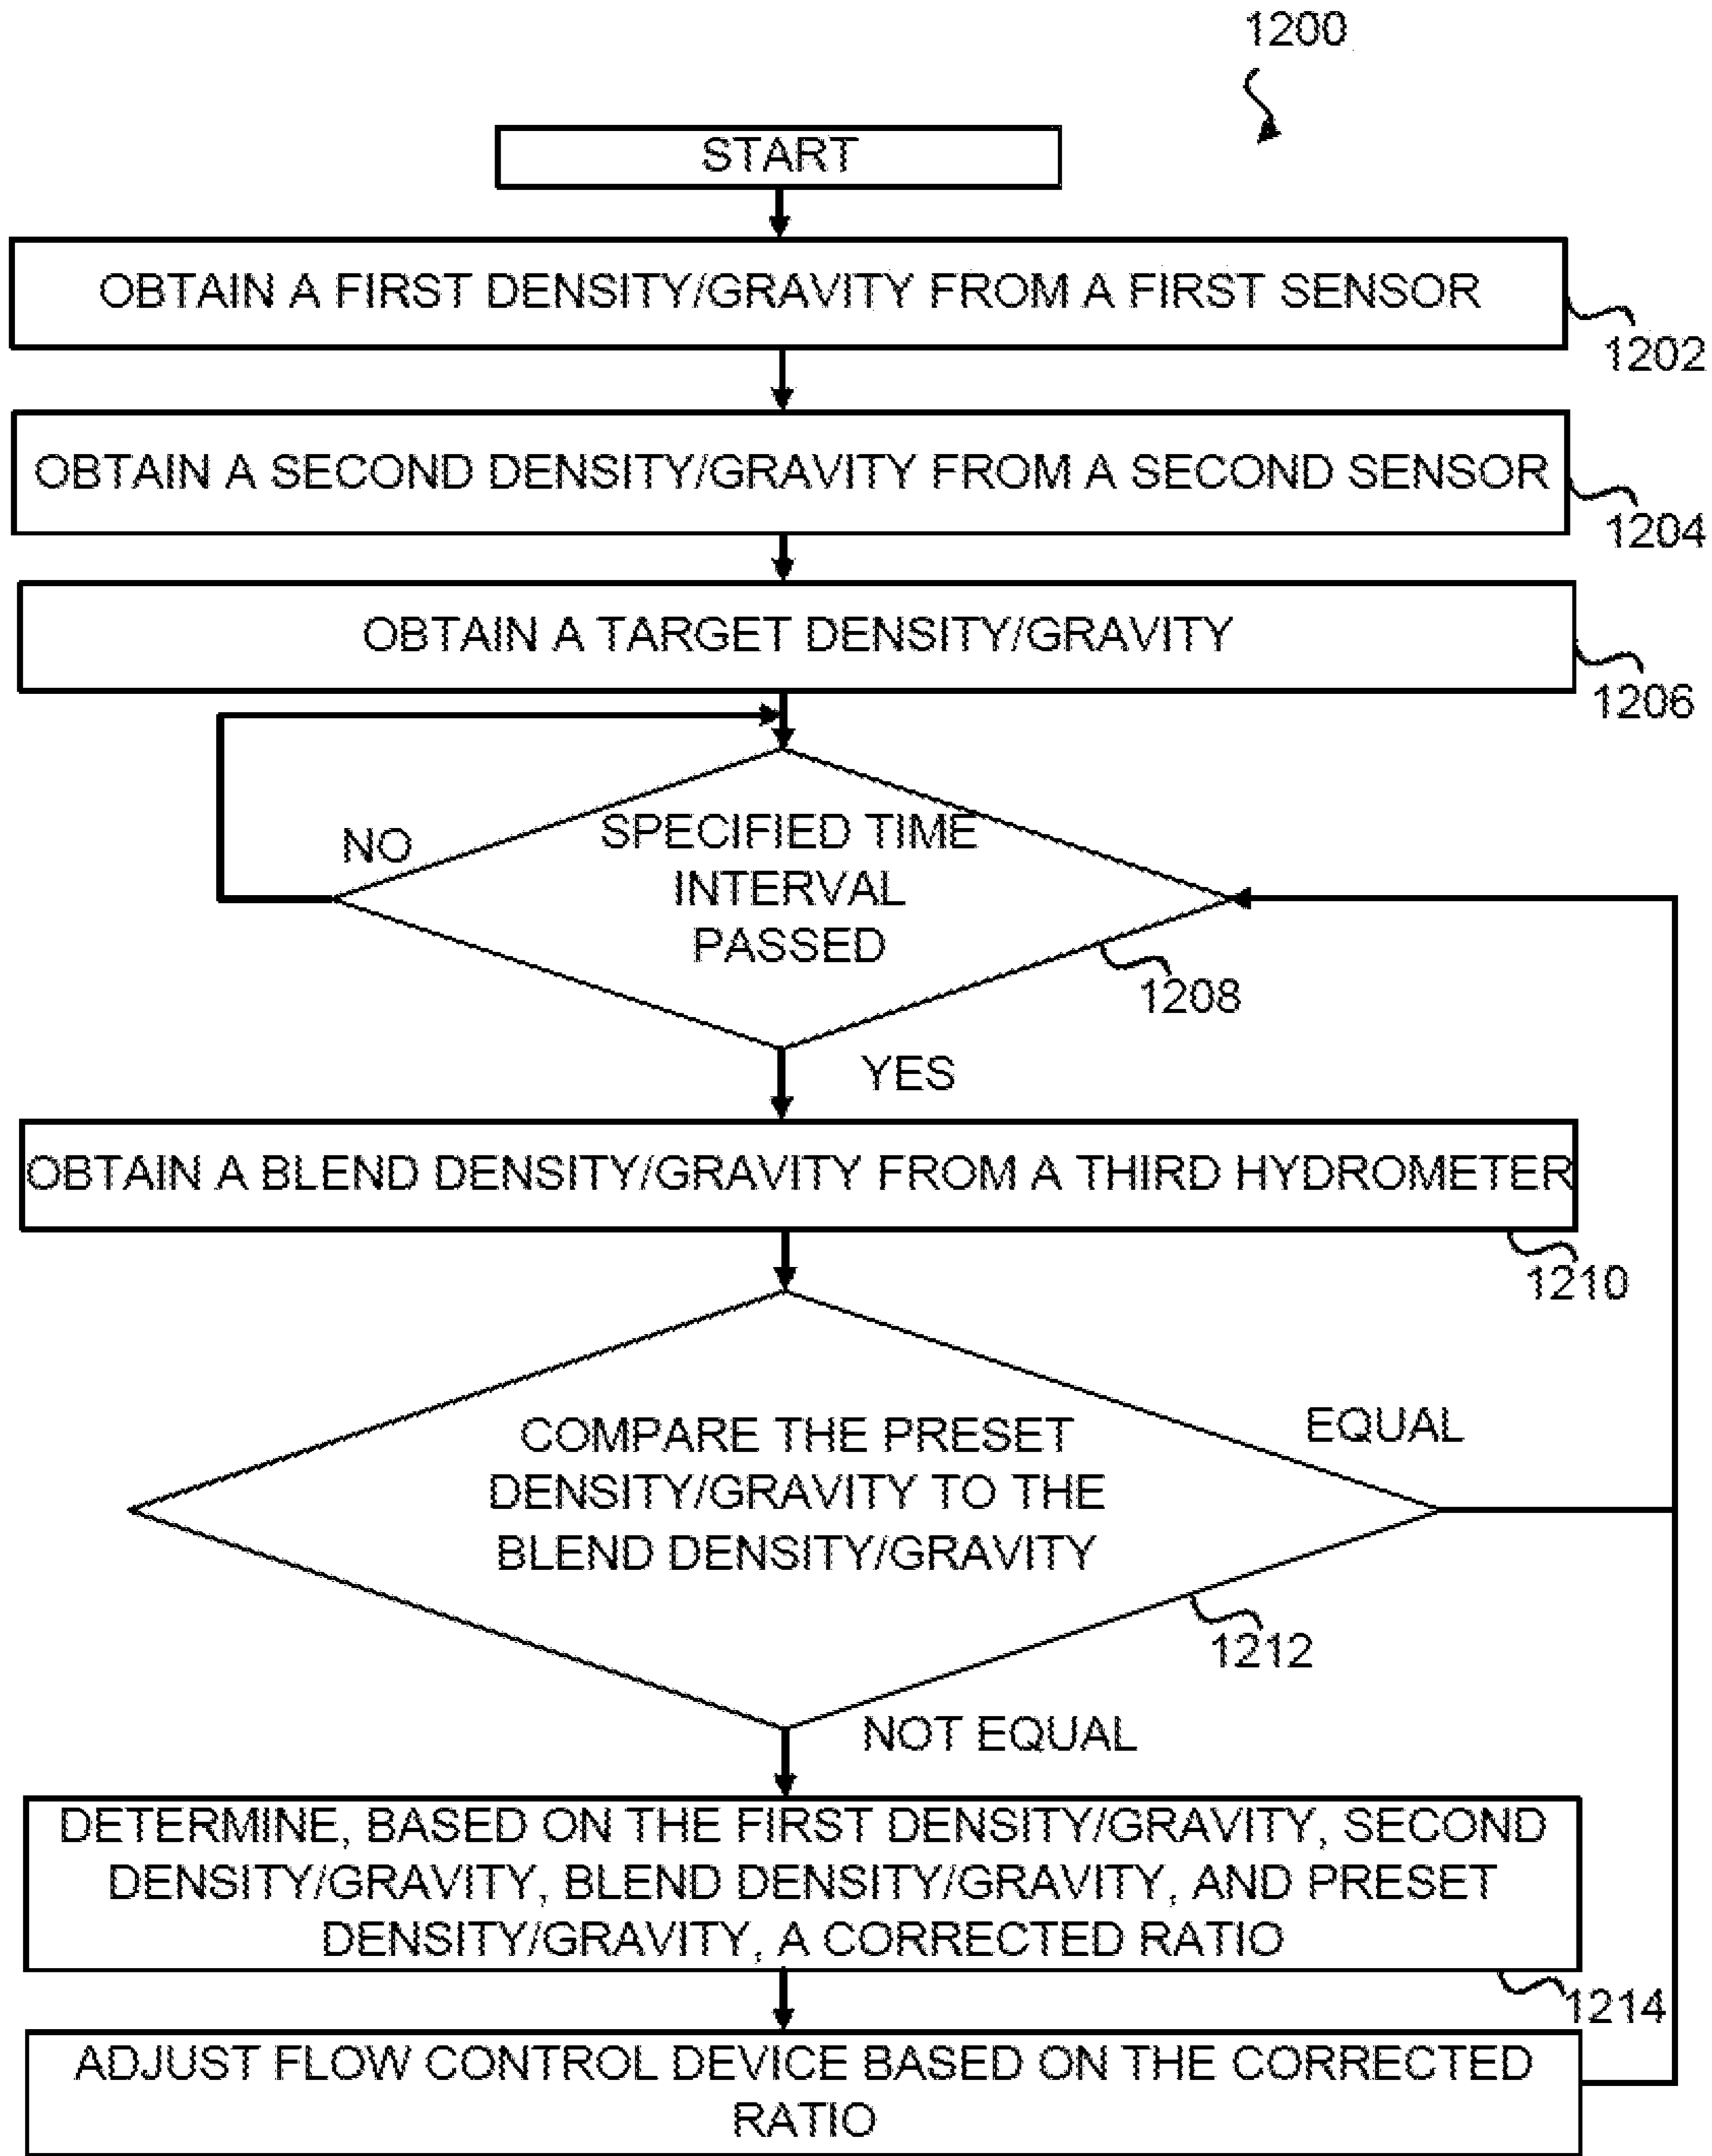 1200
START
OBTAIN A FIRST DENSITY/GRAVITY FROM A FIRST SENSOR
1202
OBTAIN A SECOND DENSITY/GRAVITY FROM A SECOND SENSOR
1204
OBTAIN A TARGET DENSITY/GRAVITY
1206
NO
SPECIFIED TIME
INTERVAL
PASSED
1208
YES
OBTAIN A BLEND DENSITY/GRAVITY FROM A THIRD HYDROMETER
1210
COMPARE THE PRESET
DENSITY/GRAVITY TO THE
BLEND DENSITY/GRAVITY
EQUAL
1212
NOT EQUAL
DETERMINE, BASED ON THE FIRST DENSITY/GRAVITY, SECOND
DENSITY/GRAVITY, BLEND DENSITY/GRAVITY, AND PRESET
DENSITY/GRAVITY, A CORRECTED RATIO
1214
ADJUST FLOW CONTROL DEVICE BASED ON THE CORRECTED
RATIO